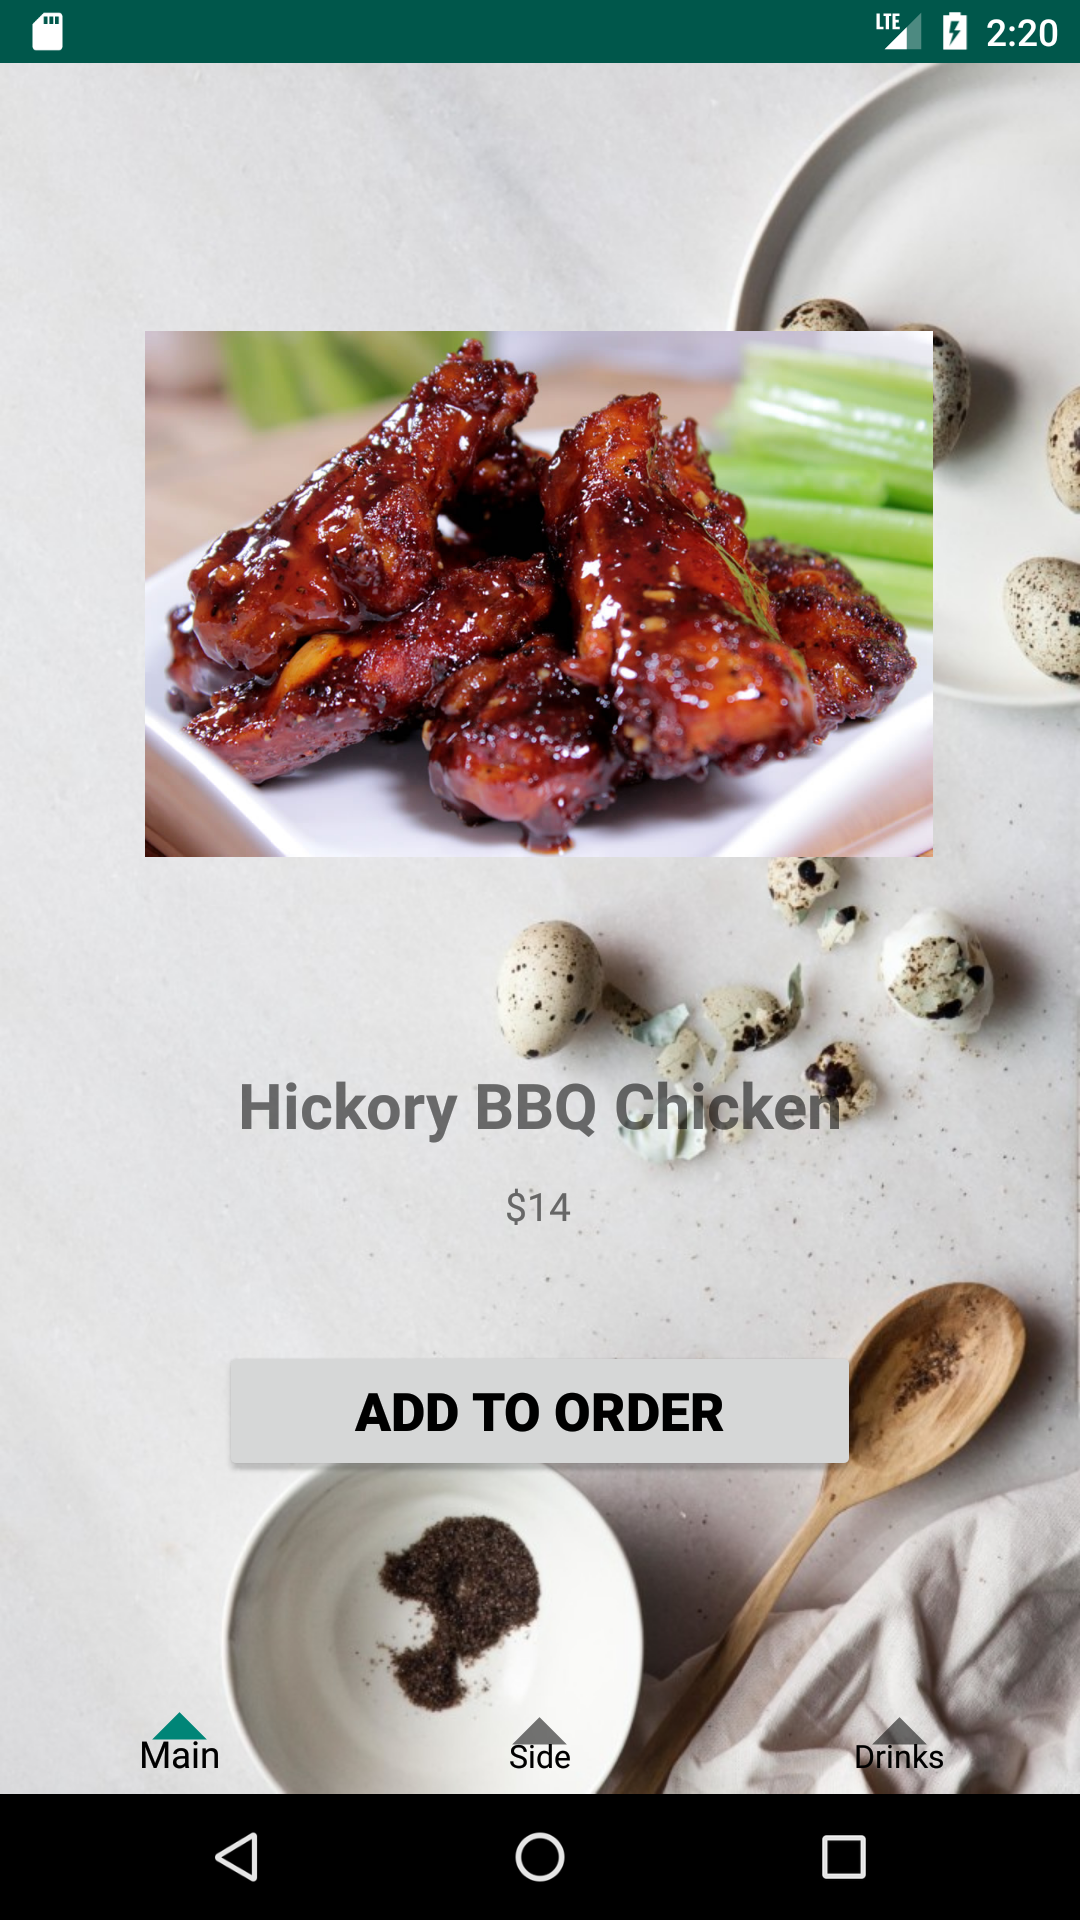 LTE 2:20
Hickory BBQ Chicken
$14
ADD TO ORDER
Main Side Drinks